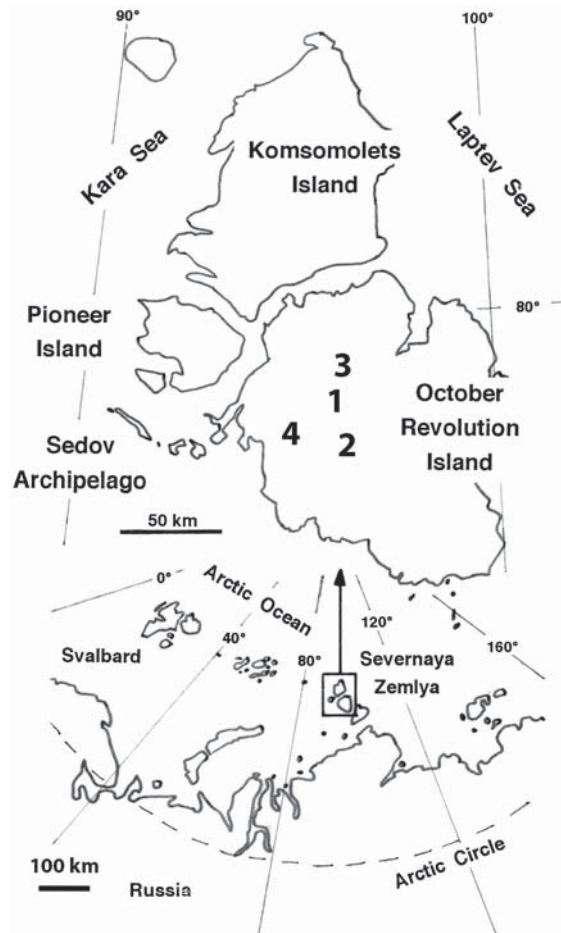 90°
100°
Kara Sea
Laptev Sea
Komsomolets
Island
80°
Pioneer
Island
3
1
4
2
October
Revolution
Island
Sedov
Archipelago
50 km
0°
Arctic Ocean
40°
80°
120°
160°
Svalbard
Severnaya
Zemlya
100 km
Russia
Arctic Circle